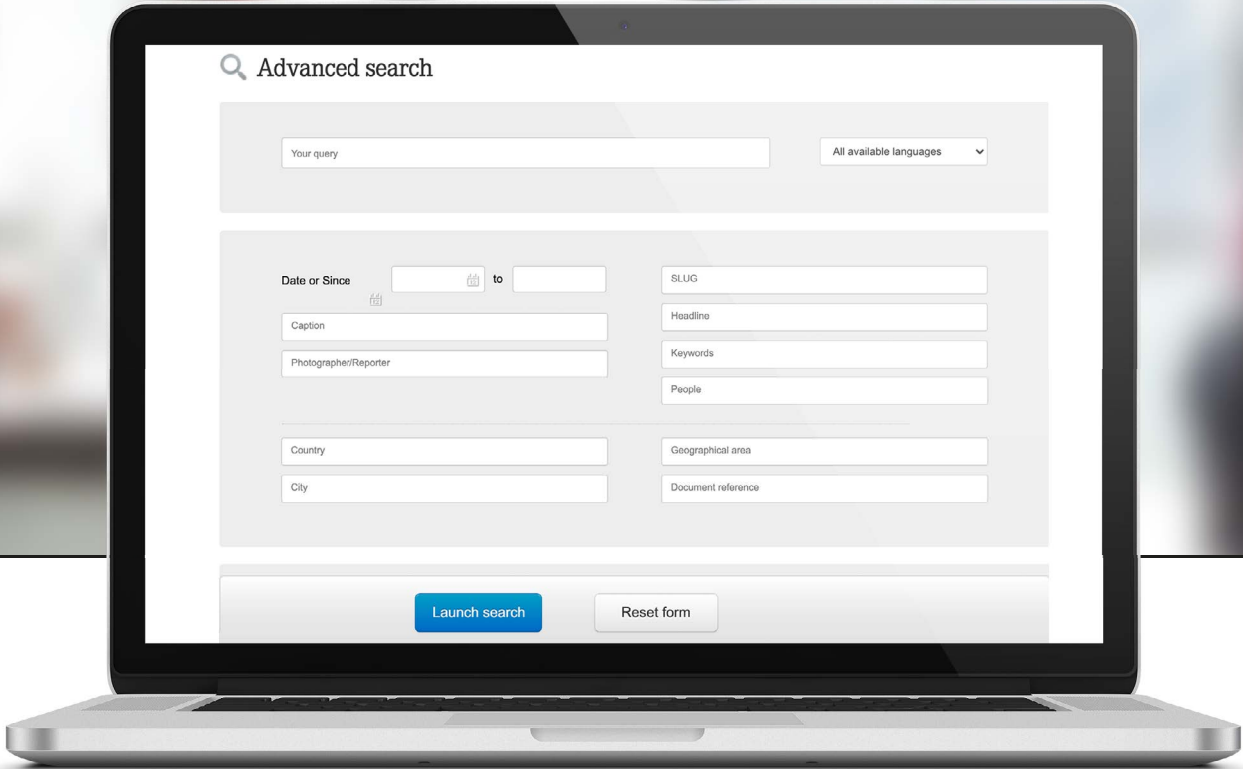 Advanced search
Your query
All available languages
Date or Since
to
Caption
Photographer/Reporter
SLUG
Headline
Keywords
People
Country
City
Geographical area
Document reference
Launch search
Reset form